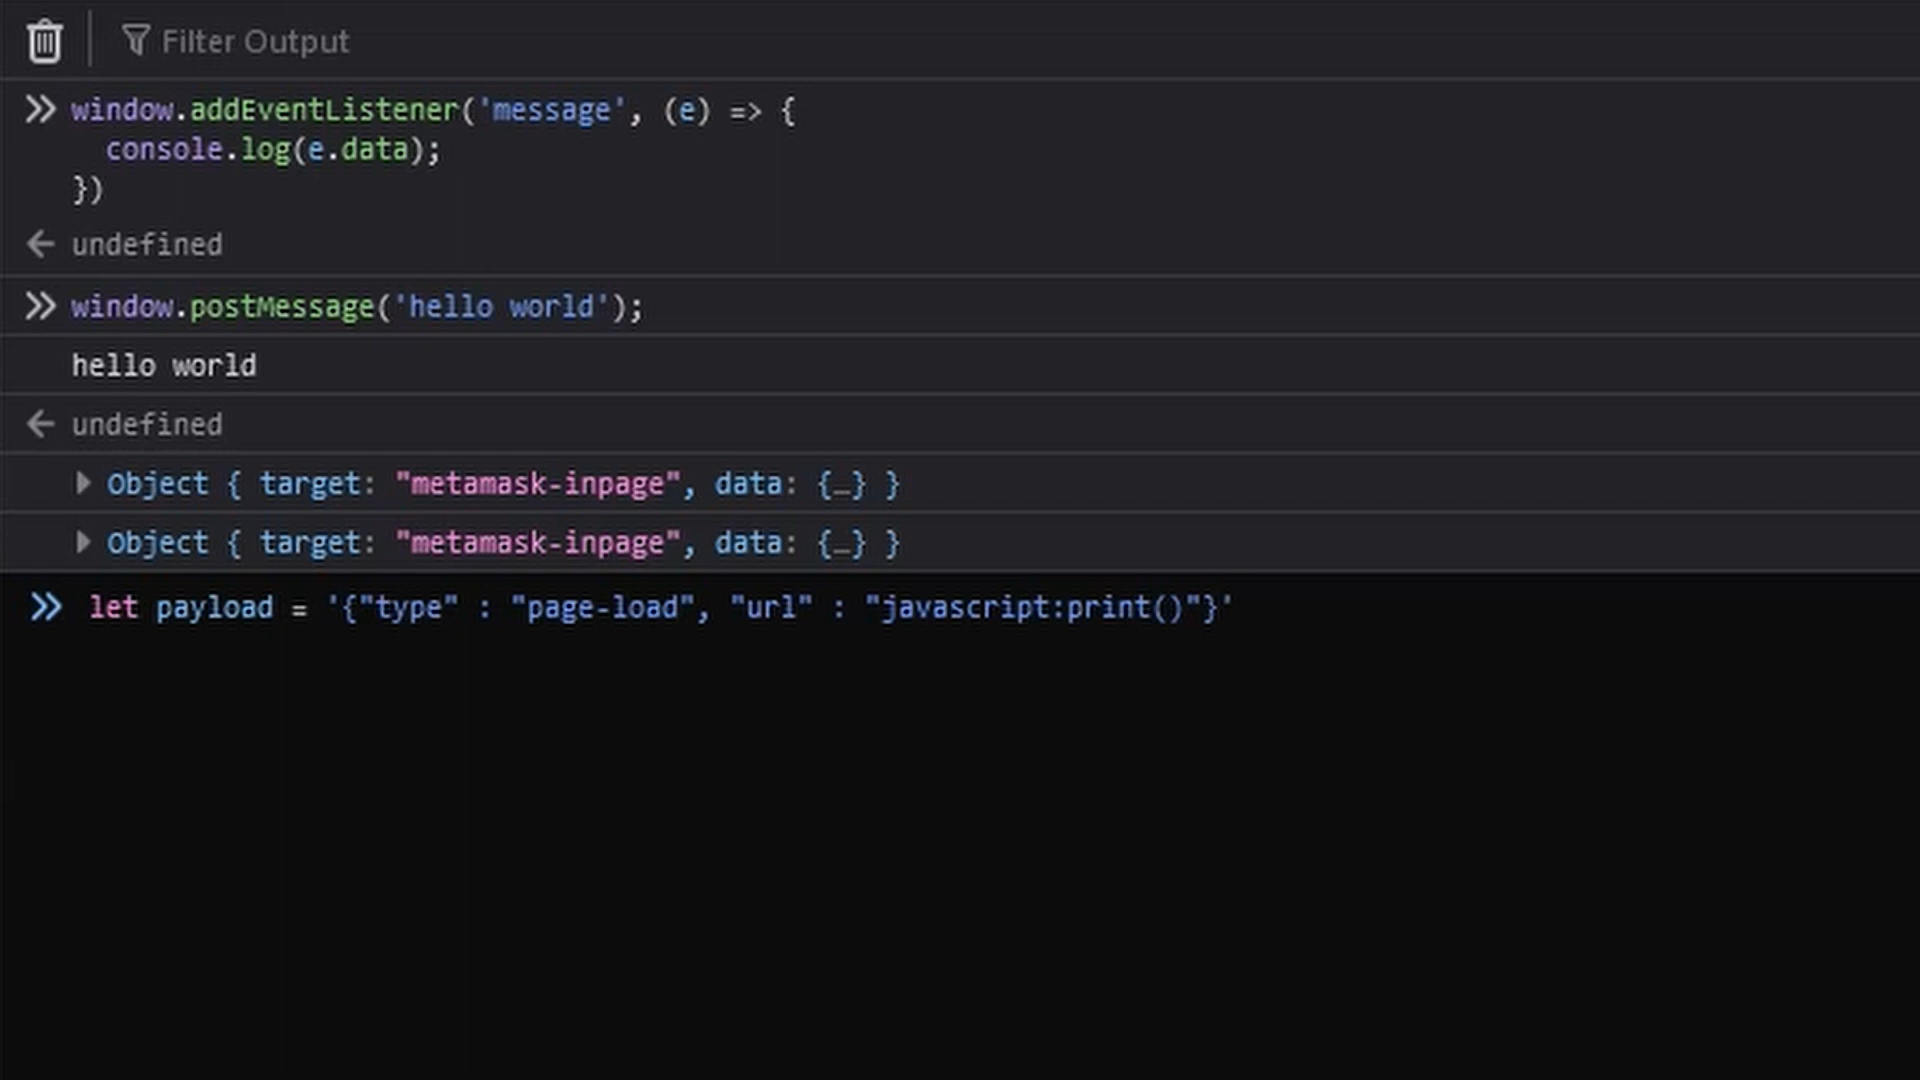 Filter Output
window.addEventListener('message', (e) => {
  console.log(e.data);
})
undefined
window.postMessage('hello world');
hello world
undefined
Object { target: "metamask-inpage", data: {…} }
Object { target: "metamask-inpage", data: {…} }
let payload = '{"type" : "page-load", "url" : "javascript:print()"}'